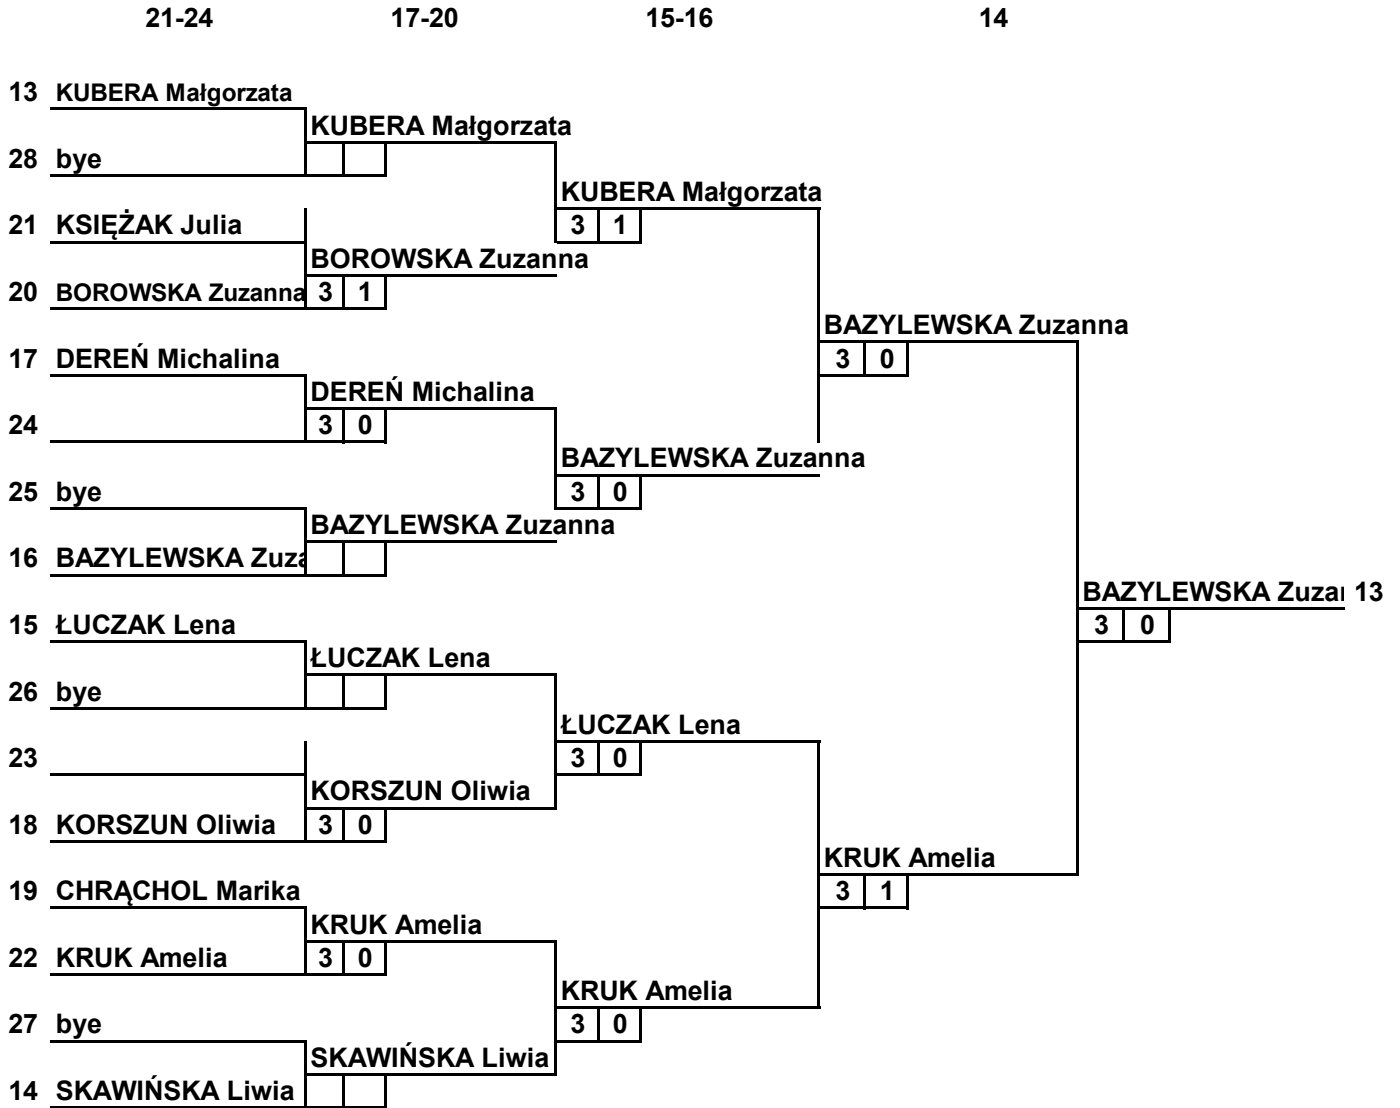 21-24 17-20 15-16 14
13 KUBERA Małgorzata
KUBERA Małgorzata
28 bye
KUBERA Małgorzata
21 KSIĘŻAK Julia 3 1
BOROWSKA Zuzanna
20 BOROWSKA Zuzanna 3 1
BAZYLEWSKA Zuzanna
17 DEREŃ Michalina 3 0
DEREŃ Michalina
24 3 0
BAZYLEWSKA Zuzanna
25 bye 3 0
BAZYLEWSKA Zuzanna
16 BAZYLEWSKA Zuza
BAZYLEWSKA Zuza 13
15 ŁUCZAK Lena 3 0
ŁUCZAK Lena
26 bye
ŁUCZAK Lena
23 3 0
KORSZUN Oliwia
18 KORSZUN Oliwia 3 0
KRUK Amelia
19 CHRĄCHOL Marika 3 1
KRUK Amelia
22 KRUK Amelia 3 0
KRUK Amelia
27 bye 3 0
SKAWIŃSKA Liwia
14 SKAWIŃSKA Liwia